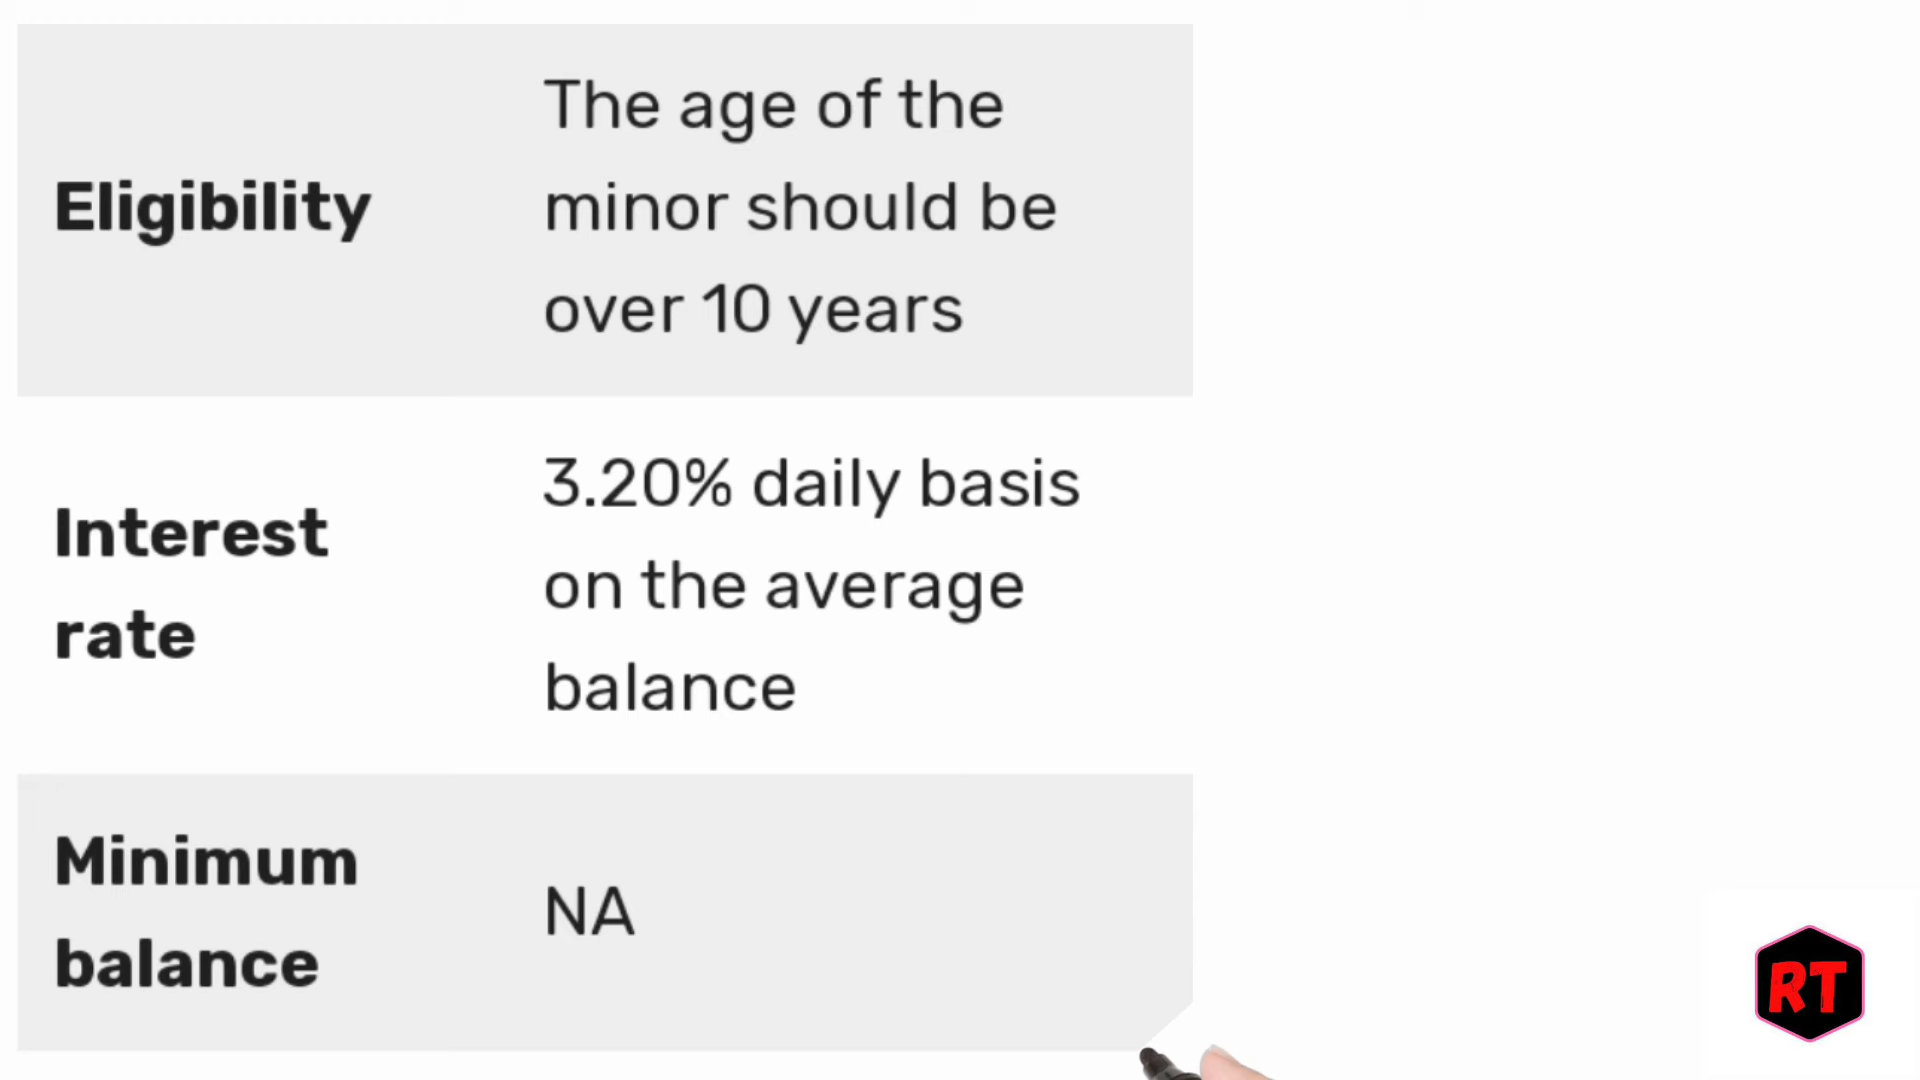 Eligibility
The age of the
minor should be
over 10 years
Interest
rate
3.20% daily basis
on the average
balance
Minimum
balance
NA
RT